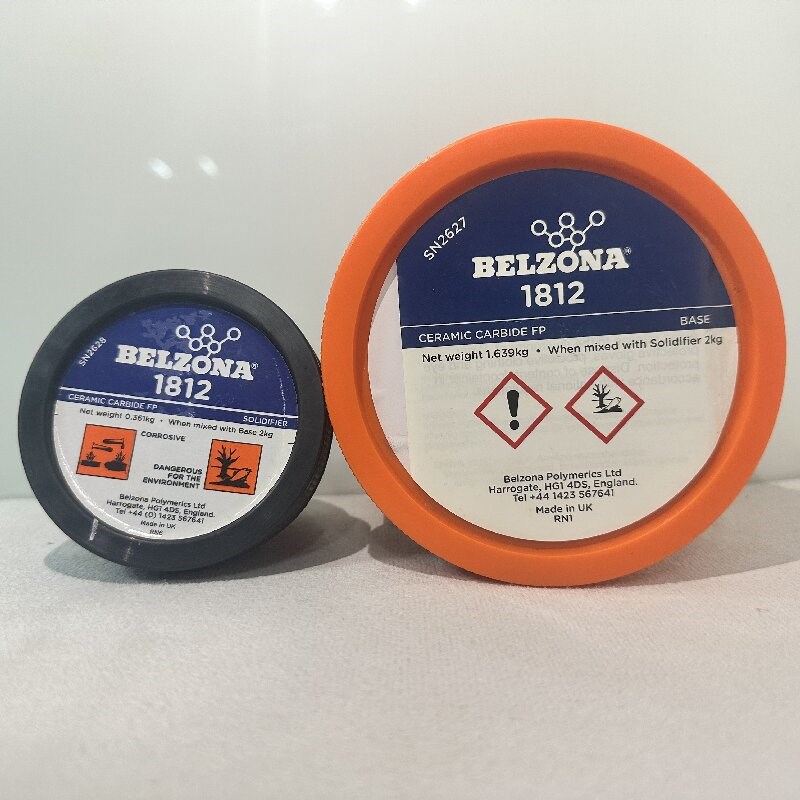 SN2628
BELZONA®
1812
CERAMIC CARBIDE FP
SOLIDIFIER
Net weight 0.361kg • When mixed with Base 2kg
CORROSIVE
DANGEROUS
FOR THE
ENVIRONMENT
Belzona Polymerics Ltd
Harrogate, HG1 4DS, England.
Tel +44 (0) 1423 567641
Made in UK
SN2627
BELZONA®
1812
CERAMIC CARBIDE FP
BASE
Net weight 1.639kg • When mixed with Solidifier 2kg
Belzona Polymerics Ltd
Harrogate, HG1 4DS, England.
Tel +44 1423 567641
Made in UK
RN1